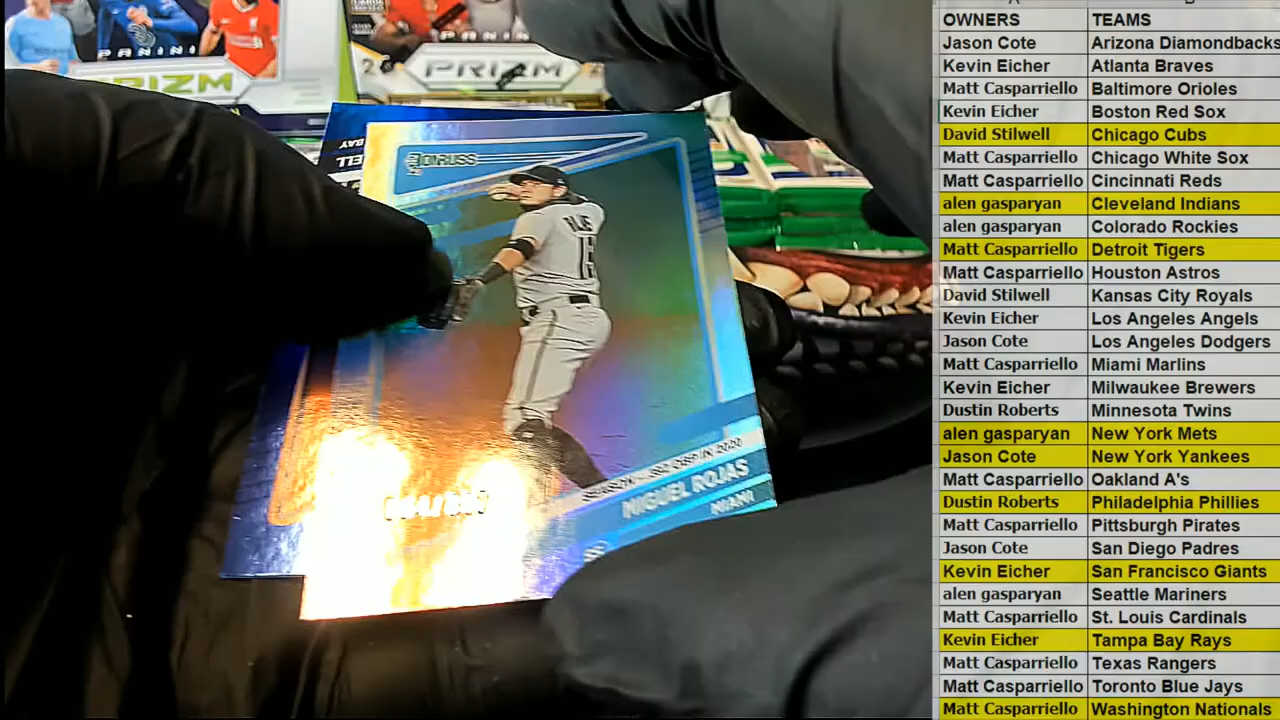 PANINI
PRIZM
PANINI
PRIZM
DONRUSS
MIGUEL ROJAS
MIAMI
SS
OWNERS TEAMS
Jason Cote Arizona Diamondbacks
Kevin Eicher Atlanta Braves
Matt Casparriello Baltimore Orioles
Kevin Eicher Boston Red Sox
David Stilwell Chicago Cubs
Matt Casparriello Chicago White Sox
Matt Casparriello Cincinnati Reds
alen gasparyan Cleveland Indians
alen gasparyan Colorado Rockies
Matt Casparriello Detroit Tigers
Matt Casparriello Houston Astros
David Stilwell Kansas City Royals
Kevin Eicher Los Angeles Angels
Jason Cote Los Angeles Dodgers
Matt Casparriello Miami Marlins
Kevin Eicher Milwaukee Brewers
Dustin Roberts Minnesota Twins
alen gasparyan New York Mets
Jason Cote New York Yankees
Matt Casparriello Oakland A's
Dustin Roberts Philadelphia Phillies
Matt Casparriello Pittsburgh Pirates
Jason Cote San Diego Padres
Kevin Eicher San Francisco Giants
alen gasparyan Seattle Mariners
Matt Casparriello St. Louis Cardinals
Kevin Eicher Tampa Bay Rays
Matt Casparriello Texas Rangers
Matt Casparriello Toronto Blue Jays
Matt Casparriello Washington Nationals